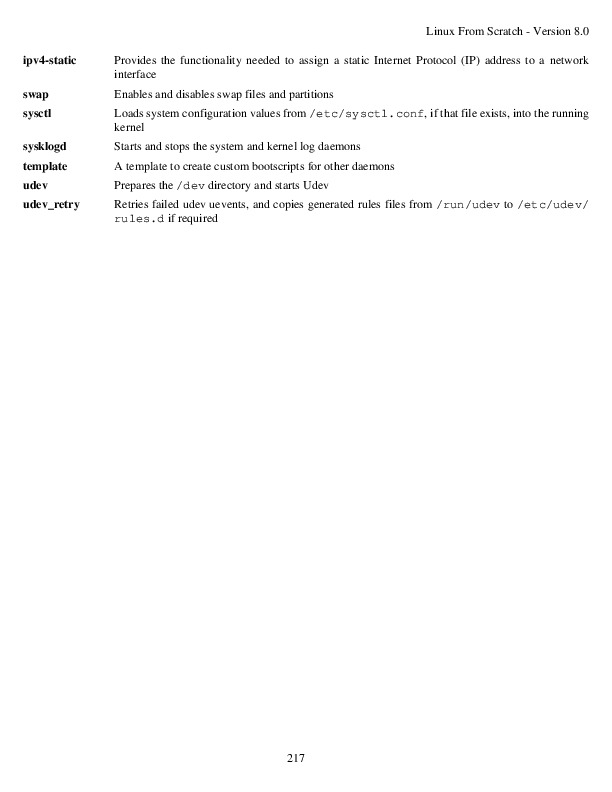 Linux From Scratch - Version 8.0
ipv4-static Provides the functionality needed to assign a static Internet Protocol (IP) address to a network
interface
swap Enables and disables swap files and partitions
sysctl Loads system configuration values from /etc/sysctl.conf, if that file exists, into the running
kernel
sysklogd Starts and stops the system and kernel log daemons
template A template to create custom bootscripts for other daemons
udev Prepares the /dev directory and starts Udev
udev_retry Retries failed udev uevents, and copies generated rules files from /run/udev to /etc/udev/
rules.d if required
217